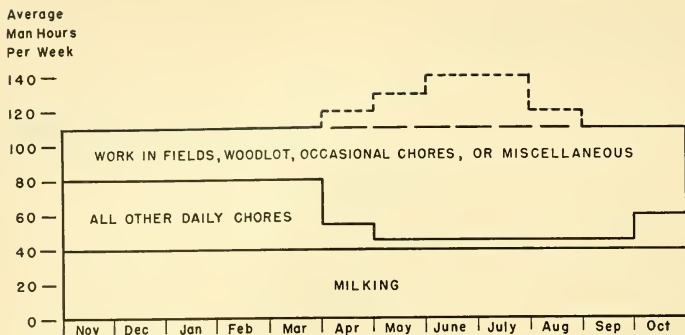 Average
Man Hours
Per Week
140
120
100
80
60
40
20
0
WORK IN FIELDS, WOODLOT, OCCASIONAL CHORES, OR MISCELLANEOUS
ALL OTHER DAILY CHORES
MILKING
Nov Dec Jan Feb Mar Apr May June July Aug Sep Oct